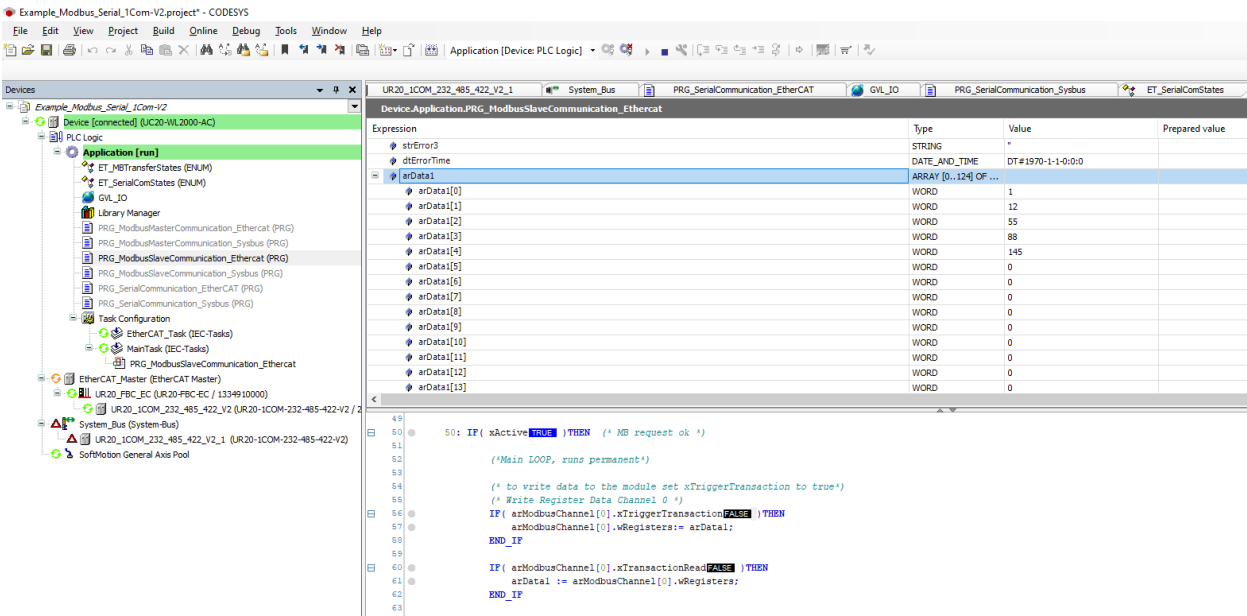 Example_Modbus_Serial_1Com-V2.project* - CODESYS
File Edit View Project Build Online Debug Tools Window Help
Application [Device: PLC Logic]
Devices
Example_Modbus_Serial_1Com-V2
Device [connected] (UC20-WL2000-AC)
PLC Logic
Application [run]
ET_MBTransferStates (ENUM)
ET_SerialComStates (ENUM)
GVL_IO
Library Manager
PRG_ModbusMasterCommunication_Ethercat (PRG)
PRG_ModbusMasterCommunication_Sysbus (PRG)
PRG_ModbusSlaveCommunication_Ethercat (PRG)
PRG_ModbusSlaveCommunication_Sysbus (PRG)
PRG_SerialCommunication_EtherCAT (PRG)
PRG_SerialCommunication_Sysbus (PRG)
Task Configuration
EtherCAT_Task (IEC-Tasks)
MainTask (IEC-Tasks)
PRG_ModbusSlaveCommunication_Ethercat
EtherCAT_Master (EtherCAT Master)
UR20_FBC_EC (UR20-FBC-EC / 1334910000)
UR20_1COM_232_485_422_V2 (UR20-1COM-232-485-422-V2 / 2
System_Bus (System-Bus)
UR20_1COM_232_485_422_V2_1 (UR20-1COM-232-485-422-V2)
SoftMotion General Axis Pool
UR20_1COM_232_485_422_V2_1 System_Bus PRG_SerialCommunication_EtherCAT GVL_IO PRG_SerialCommunication_Sysbus ET_SerialComStates
Device.Application.PRG_ModbusSlaveCommunication_Ethercat
Expression Type Value Prepared value
strError3 STRING ''
dtErrorTime DATE_AND_TIME DT#1970-1-1-0:0:0
arData1 ARRAY [0..124] OF ...
arData1[0] WORD 1
arData1[1] WORD 12
arData1[2] WORD 55
arData1[3] WORD 88
arData1[4] WORD 145
arData1[5] WORD 0
arData1[6] WORD 0
arData1[7] WORD 0
arData1[8] WORD 0
arData1[9] WORD 0
arData1[10] WORD 0
arData1[11] WORD 0
arData1[12] WORD 0
arData1[13] WORD 0
49
50 50: IF( xActive TRUE )THEN (* MB request ok *)
51
52 (*Main LOOP, runs permanent*)
53
54 (* to write data to the module set xTriggerTransaction to true*)
55 (* Write Register Data Channel 0 *)
56 IF( arModbusChannel[0].xTriggerTransaction FALSE )THEN
57 arModbusChannel[0].wRegisters:= arData1;
58 END_IF
59
60 IF( arModbusChannel[0].xTransactionRead FALSE )THEN
61 arData1 := arModbusChannel[0].wRegisters;
62 END_IF
63